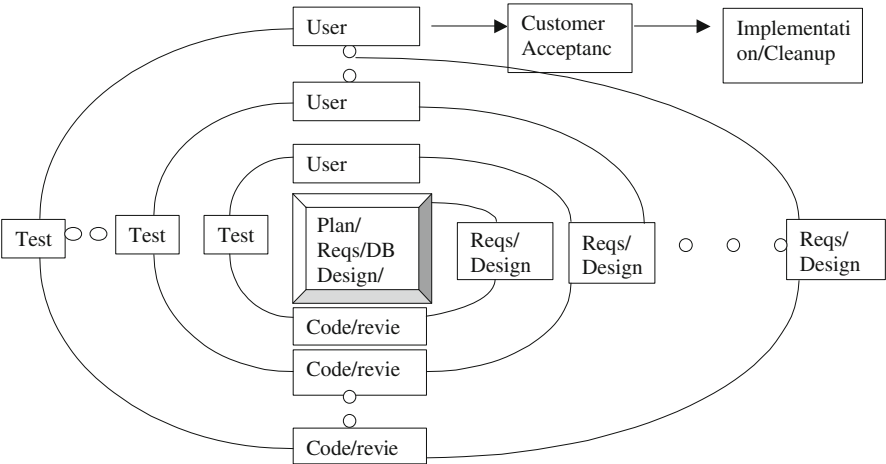 User
Customer
Acceptanc
Implementati
on/Cleanup
User
User
Test
Test
Test
Plan/
Reqs/DB
Design/
Reqs/
Design
Reqs/
Design
Reqs/
Design
Code/revie
Code/revie
Code/revie